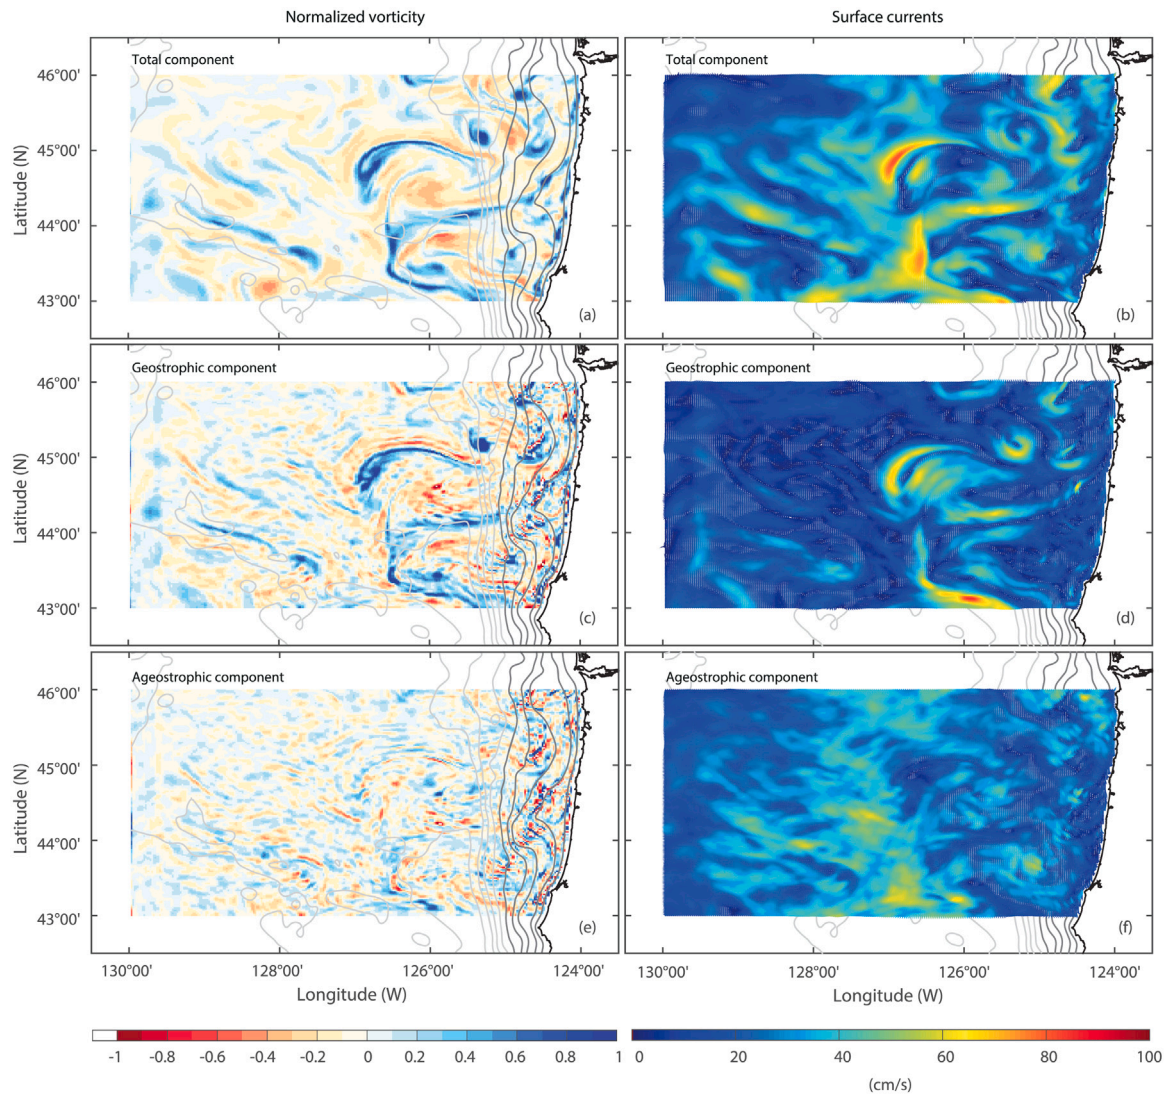 Normalized vorticity
Surface currents
Total component
Total component
46°00'
45°00'
44°00'
43°00'
Latitude (N)
(a)
(b)
Geostrophic component
Geostrophic component
46°00'
45°00'
44°00'
43°00'
Latitude (N)
(c)
(d)
Ageostrophic component
Ageostrophic component
46°00'
45°00'
44°00'
43°00'
Latitude (N)
(e)
(f)
130°00' 128°00' 126°00' 124°00'
130°00' 128°00' 126°00' 124°00'
Longitude (W)
Longitude (W)
-1 -0.8 -0.6 -0.4 -0.2 0 0.2 0.4 0.6 0.8 1
0 20 40 60 80 100
(cm/s)